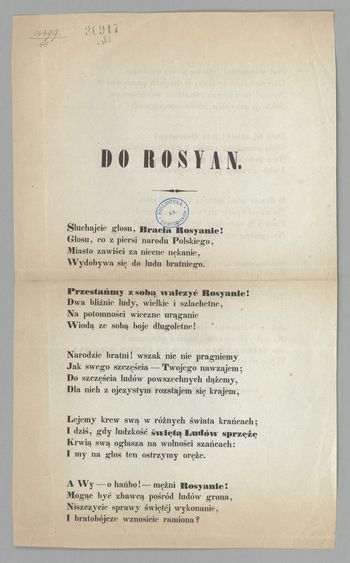 30917
DO ROSYAN.
BIBLIOTEKA
XX.
Słuchajcie głosu, Bracia Rosyanie!
Głosu, co z piersi narodu Polskiego,
Miasto zawiści za niecne nękanie,
Wydobywa się do ludu bratniego.
Przestańmy z sobą walczyć Rosyanie!
Dwa bliźnie ludy, wielkie i szlachetne,
Na potomności wieczne urąganie
Wiodą ze sobą boje długoletne!
Narodzie bratni! wszak nic nie pragniemy
Jak swego szczęścia — Twojego nawzajem;
Do szczęścia ludów powszechnych dążemy,
Dla nich z ojczystym rozstajem się krajem,
Lejemy krew swą w różnych świata krańcach;
I dziś, gdy ludzkość świętą Ludów sprzężę
Krwią swą ogłasza na wolności szańcach:
I my na głos ten ostrzymy oręże.
A Wy — o hańbo! — mężni Rosyanie!
Mogąc być zbawcą pośród ludów grona,
Niszczycie sprawy świętéj wykonanie,
I bratobójcze wznosicie ramiona?